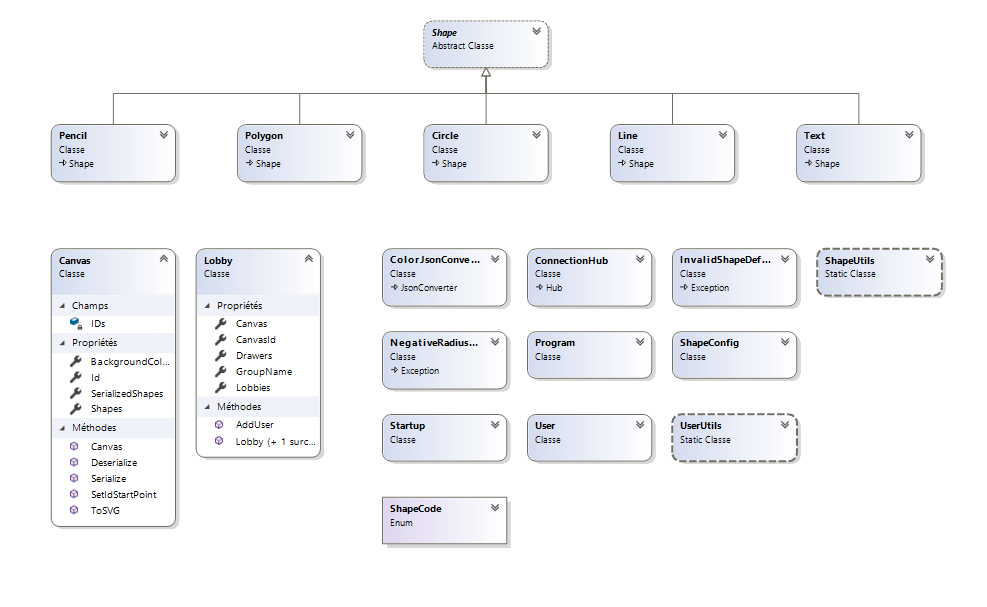 Shape
Abstract Classe
Pencil
Classe
Shape
Polygon
Classe
Shape
Circle
Classe
Shape
Line
Classe
Shape
Text
Classe
Shape
Canvas
Classe
Champs
IDs
Propriétés
BackgroundCol...
Id
SerializedShapes
Shapes
Méthodes
Canvas
Deserialize
Serialize
SetIdStartPoint
ToSVG
Lobby
Classe
Propriétés
Canvas
CanvasId
Drawers
GroupName
Lobbies
Méthodes
AddUser
Lobby (+ 1 surc...
ColorJsonConve...
Classe
JsonConverter
ConnectionHub
Classe
Hub
InvalidShapeDef...
Classe
Exception
ShapeUtils
Static Classe
NegativeRadius...
Classe
Exception
Program
Classe
ShapeConfig
Classe
Startup
Classe
User
Classe
UserUtils
Static Classe
ShapeCode
Enum